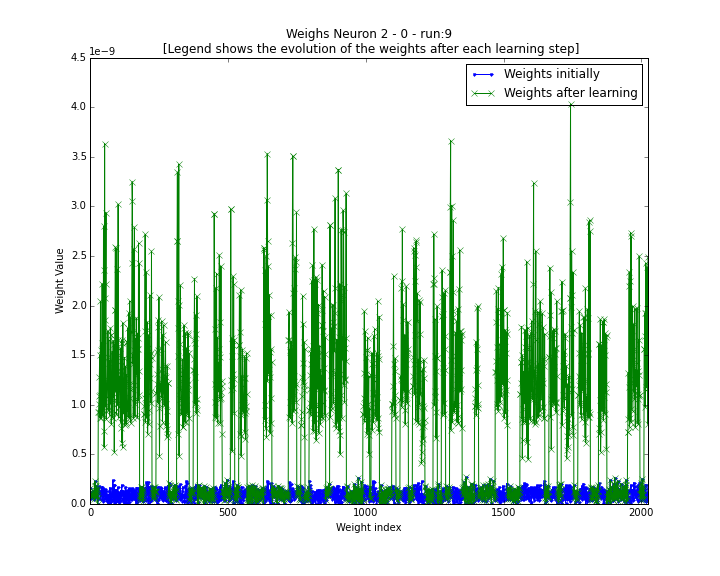 Weighs Neuron 2 - 0 - run:9
[Legend shows the evolution of the weights after each learning step]
1e−9
Weights initially
Weights after learning
4.5
4.0
3.5
3.0
2.5
2.0
1.5
1.0
0.5
0.0
Weight Value
0 500 1000 1500 2000
Weight index